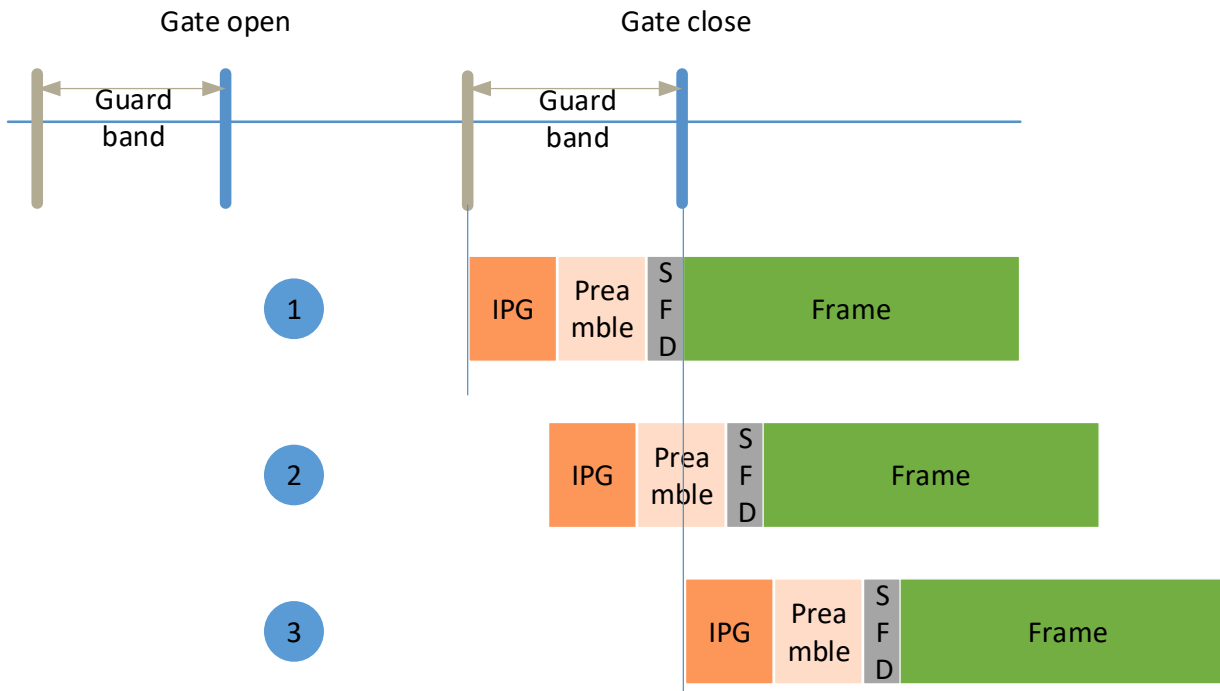 Gate open
Gate close
Guard
band
Guard
band
1
IPG
Prea
mble
S
F
D
Frame
2
IPG
Prea
mble
S
F
D
Frame
3
IPG
Prea
mble
S
F
D
Frame